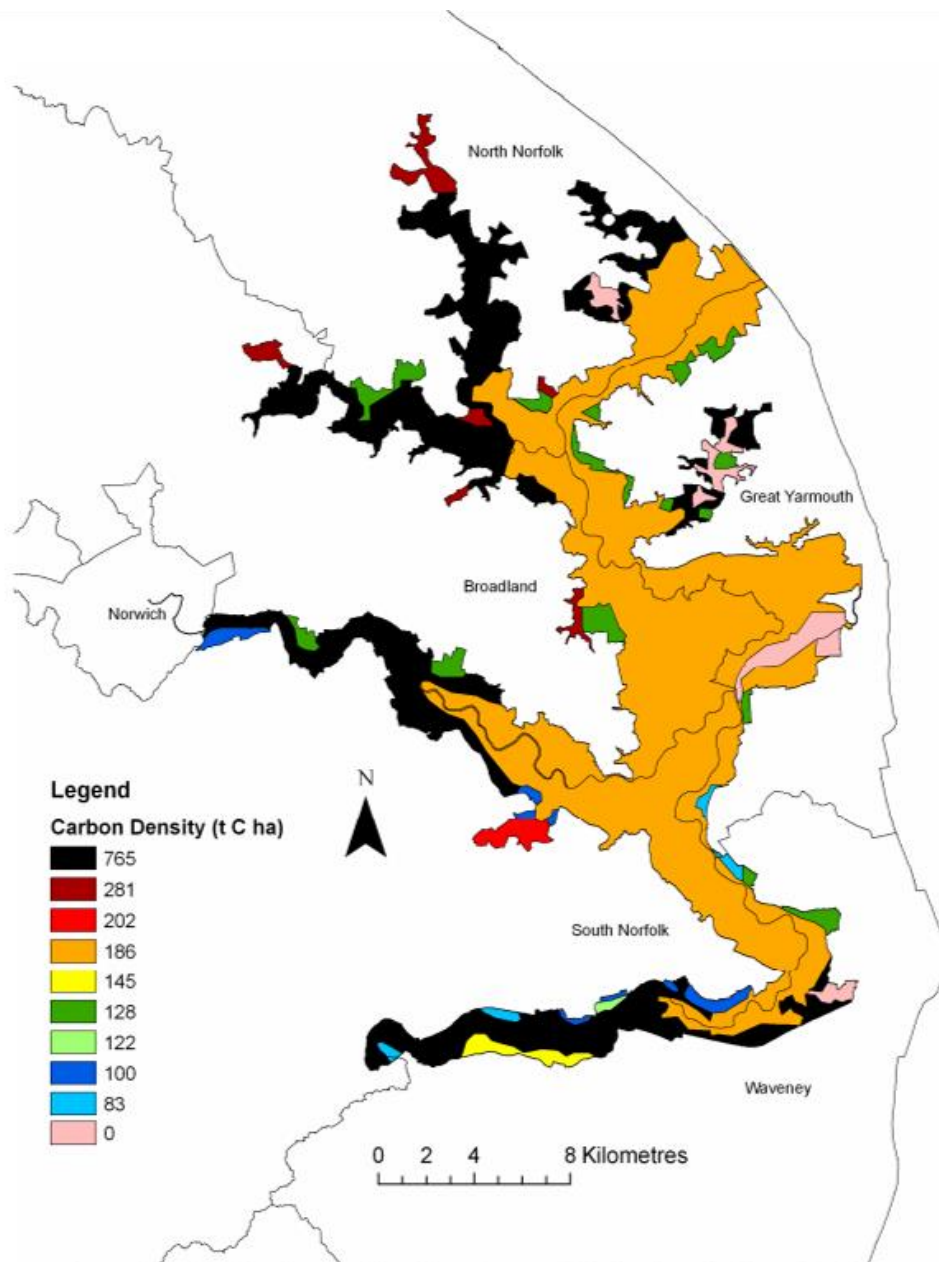 North Norfolk
Great Yarmouth
Broadland
Norwich
N
Legend
Carbon Density (t C ha)
765
281
202
186
145
128
122
100
83
0
South Norfolk
Waveney
0 2 4 8 Kilometres